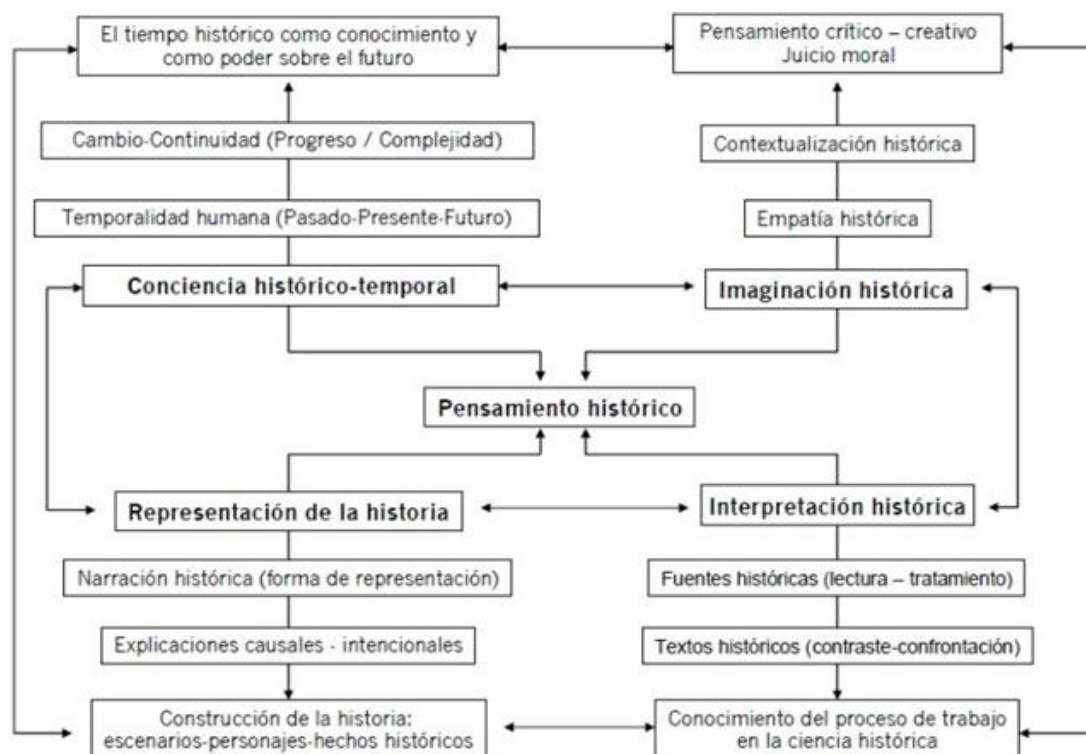 El tiempo histórico como conocimiento y
como poder sobre el futuro
Pensamiento crítico – creativo
Juicio moral
Cambio-Continuidad (Progreso / Complejidad)
Contextualización histórica
Temporalidad humana (Pasado-Presente-Futuro)
Empatía histórica
Conciencia histórico-temporal
Imaginación histórica
Pensamiento histórico
Representación de la historia
Interpretación histórica
Narración histórica (forma de representación)
Fuentes históricas (lectura – tratamiento)
Explicaciones causales - intencionales
Textos históricos (contraste-confrontación)
Construcción de la historia:
escenarios-personajes-hechos históricos
Conocimiento del proceso de trabajo
en la ciencia histórica